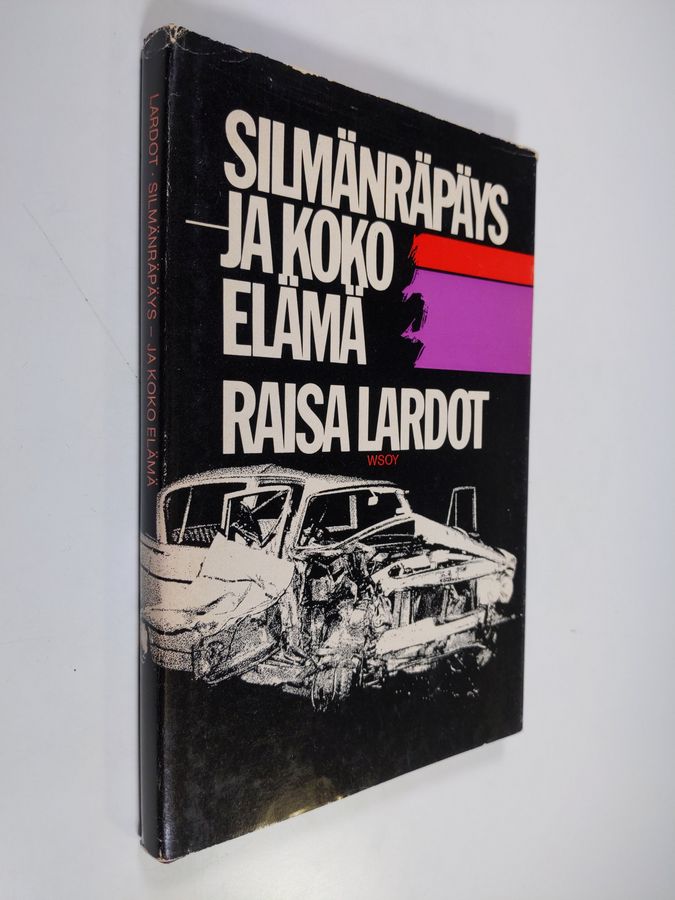 LARDOT · SILMÄNRÄPÄYS – JA KOKO ELÄMÄ
SILMÄNRÄPÄYS
–JA KOKO
ELÄMÄ
RAISA LARDOT
WSOY